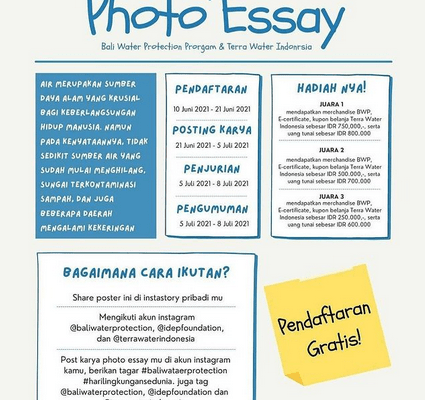 Photo Essay
Bali Water Protection Prorgam & Terra Water Indonrsia
AIR MERUPAKAN SUMBER
DAYA ALAM YANG KRUSIAL
BAGI KEBERLANGSUNGAN
HIDUP MANUSIA. NAMUN
PADA KENYATAANNYA, TIDAK
SEDIKIT SUMBER AIR YANG
SUDAH MULAI MENGHILANG,
SUNGAI TERKONTAMINASI
SAMPAH, DAN JUGA
BEBERAPA DAERAH
MENGALAMI KEKERINGAN
PENDAFTARAN
10 Juni 2021 - 21 Juni 2021
POSTING KARYA
21 Juni 2021 - 5 Juli 2021
PENJURIAN
5 Juli 2021 - 8 Juli 2021
PENGUMUMAN
5 Juli 2021 - 8 Juli 2021
HADIAH NYA!
JUARA 1
mendapatkan merchandise BWP,
E-certificate, kupon belanja Terra Water
Indonesia sebesar IDR 750,000,-, serta
uang tunai sebesar IDR 800.000
JUARA 2
mendapatkan merchandise BWP,
E-certificate, kupon belanja Terra Water
Indonesia sebesar IDR 500.000,-, serta
uang tunai sebesar IDR 700.000
JUARA 3
mendapatkan merchandise BWP,
E-certificate, kupon belanja Terra Water
Indonesia sebesar IDR 250.000,-, serta
uang tunai sebesar IDR 600.000
BAGAIMANA CARA IKUTAN?
Share poster ini di instastory pribadi mu
Mengikuti akun instagram
@baliwaterprotection, @idepfoundation,
dan @terrawaterindonesia
Post karya photo essay mu di akun instagram
kamu, berikan tagar #baliwataerprotection
#harilingkungansedunia. juga tag
@baliwaterprotection, @idepfoundation dan
Pendaftaran
Gratis!